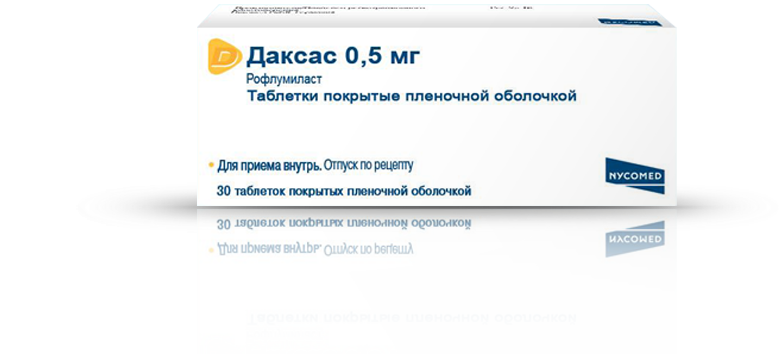 Даксас 0,5 мг
Рофлумиласт
Таблетки покрытые пленочной оболочкой
• Для приема внутрь. Отпуск по рецепту
30 таблеток покрытых пленочной оболочкой
NYCOMED